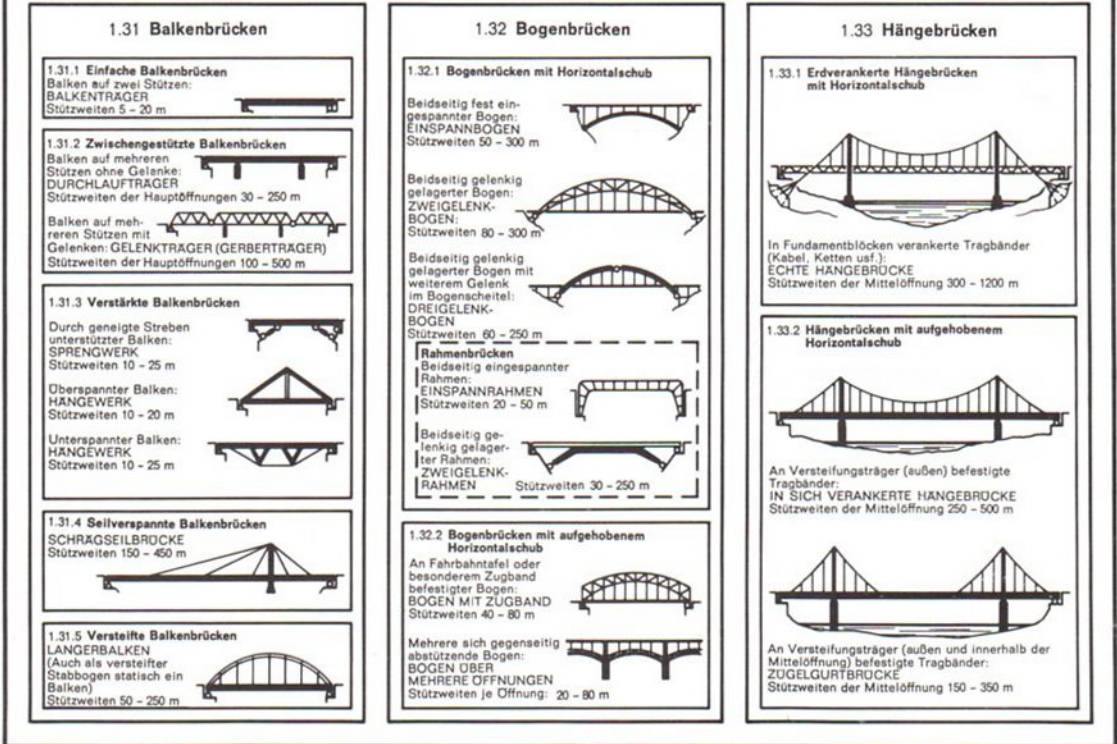 1.31 Balkenbrücken
1.31.1 Einfache Balkenbrücken
Balken auf zwei Stützen:
BALKENTRÄGER
Stützweiten 5 – 20 m
1.31.2 Zwischengestützte Balkenbrücken
Balken auf mehreren
Stützen ohne Gelenke:
DURCHLAUFTRÄGER
Stützweiten der Hauptöffnungen 30 – 250 m
Balken auf meh-
reren Stützen mit
Gelenken: GELENKTRÄGER (GERBERTRÄGER)
Stützweiten der Hauptöffnungen 100 – 500 m
1.31.3 Verstärkte Balkenbrücken
Durch geneigte Streben
unterstützter Balken:
SPRENGWERK
Stützweiten 10 – 25 m
Überspannter Balken:
HÄNGEWERK
Stützweiten 10 – 20 m
Unterspannter Balken:
HÄNGEWERK
Stützweiten 10 – 25 m
1.31.4 Seilverspannte Balkenbrücken
SCHRÄGSEILBRÜCKE
Stützweiten 150 – 450 m
1.31.5 Versteifte Balkenbrücken
LANGERBALKEN
(Auch als versteifter
Stabbogen statisch ein
Balken)
Stützweiten 50 – 250 m
1.32 Bogenbrücken
1.32.1 Bogenbrücken mit Horizontalschub
Beidseitig fest ein-
gespannter Bogen:
EINSPANNBOGEN
Stützweiten 50 – 300 m
Beidseitig gelenkig
gelagerter Bogen:
ZWEIGELENK-
BOGEN:
Stützweiten 80 – 300 m
Beidseitig gelenkig
gelagerter Bogen mit
weiterem Gelenk
im Bogenscheitel:
DREIGELENK-
BOGEN
Stützweiten 60 – 250 m
Rahmenbrücken
Beidseitig eingespannter
Rahmen:
EINSPANNRAHMEN
Stützweiten 20 – 50 m
Beidseitig ge-
lenkig gelager-
ter Rahmen:
ZWEIGELENK-
RAHMEN Stützweiten 30 – 250 m
1.32.2 Bogenbrücken mit aufgehobenem
Horizontalschub
An Fahrbahntafel oder
besonderem Zugband
befestigter Bogen:
BOGEN MIT ZUGBAND
Stützweiten 40 – 80 m
Mehrere sich gegenseitig
abstützende Bogen:
BOGEN ÜBER
MEHRERE ÖFFNUNGEN
Stützweiten je Öffnung: 20 – 80 m
1.33 Hängebrücken
1.33.1 Erdverankerte Hängebrücken
mit Horizontalschub
In Fundamentblöcken verankerte Tragbänder
(Kabel, Ketten usf.):
ECHTE HÄNGEBRÜCKE
Stützweiten der Mittelöffnung 300 – 1200 m
1.33.2 Hängebrücken mit aufgehobenem
Horizontalschub
An Versteifungsträger (außen) befestigte
Tragbänder:
IN SICH VERANKERTE HÄNGEBRÜCKE
Stützweiten der Mittelöffnung 250 – 500 m
An Versteifungsträger (außen und innerhalb der
Mittelöffnung) befestigte Tragbänder:
ZÜGELGURTBRÜCKE
Stützweiten der Mittelöffnung 150 – 350 m